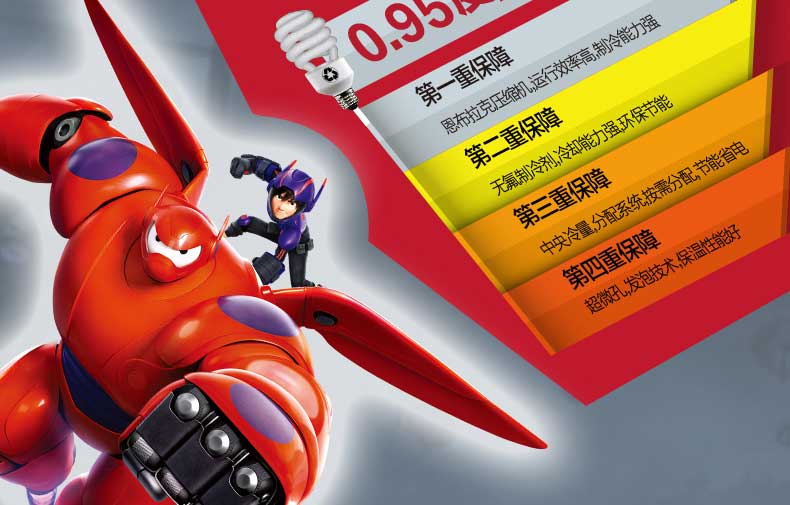 0.95度
第一重保障
恩布拉克压缩机,运行效率高,制冷能力强
第二重保障
无氟制冷剂,冷却能力强,环保节能
第三重保障
中央冷量,分配系统,按需分配,节能省电
第四重保障
超微孔,发泡技术,保温性能好